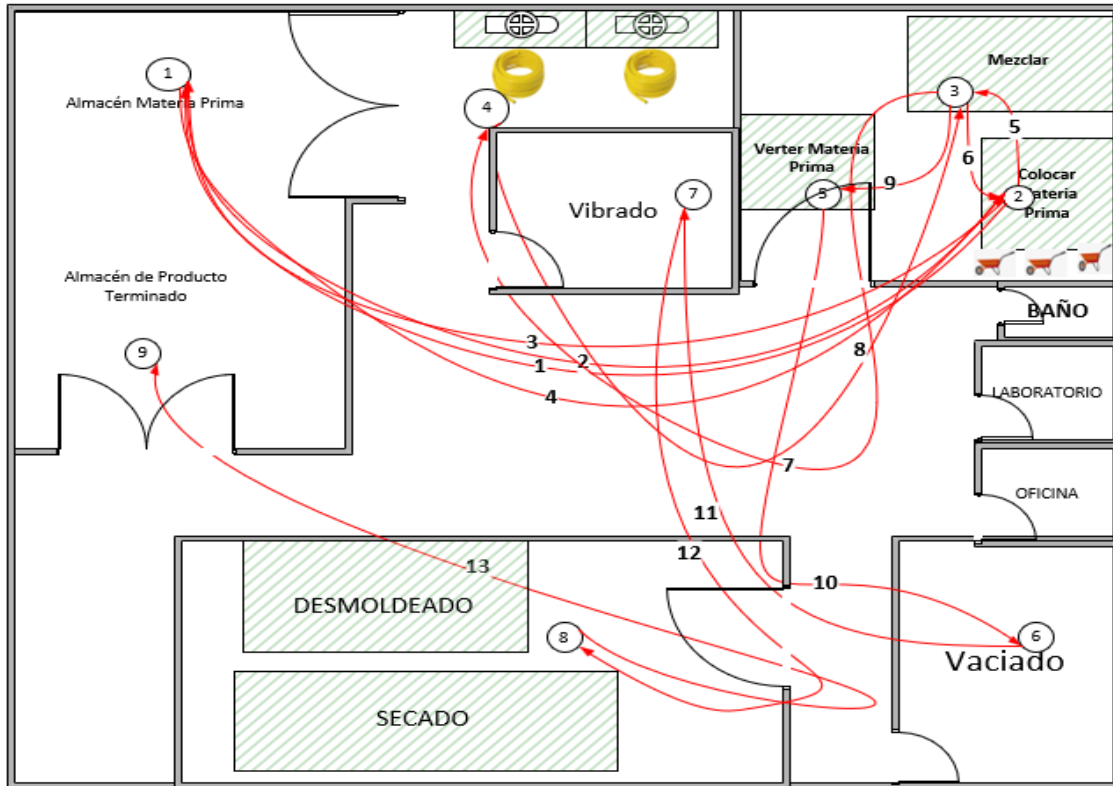 1
Almacén Materia Prima
4
3
Mezclar
5
6
Verter Materia
Prima
9
5
Colocar
Materia
Prima
2
7
Vibrado
Almacén de Producto
Terminado
9
BAÑO
3
2
1
4
8
LABORATORIO
7
OFICINA
11
12
13
10
DESMOLDEADO
8
6
Vaciado
SECADO